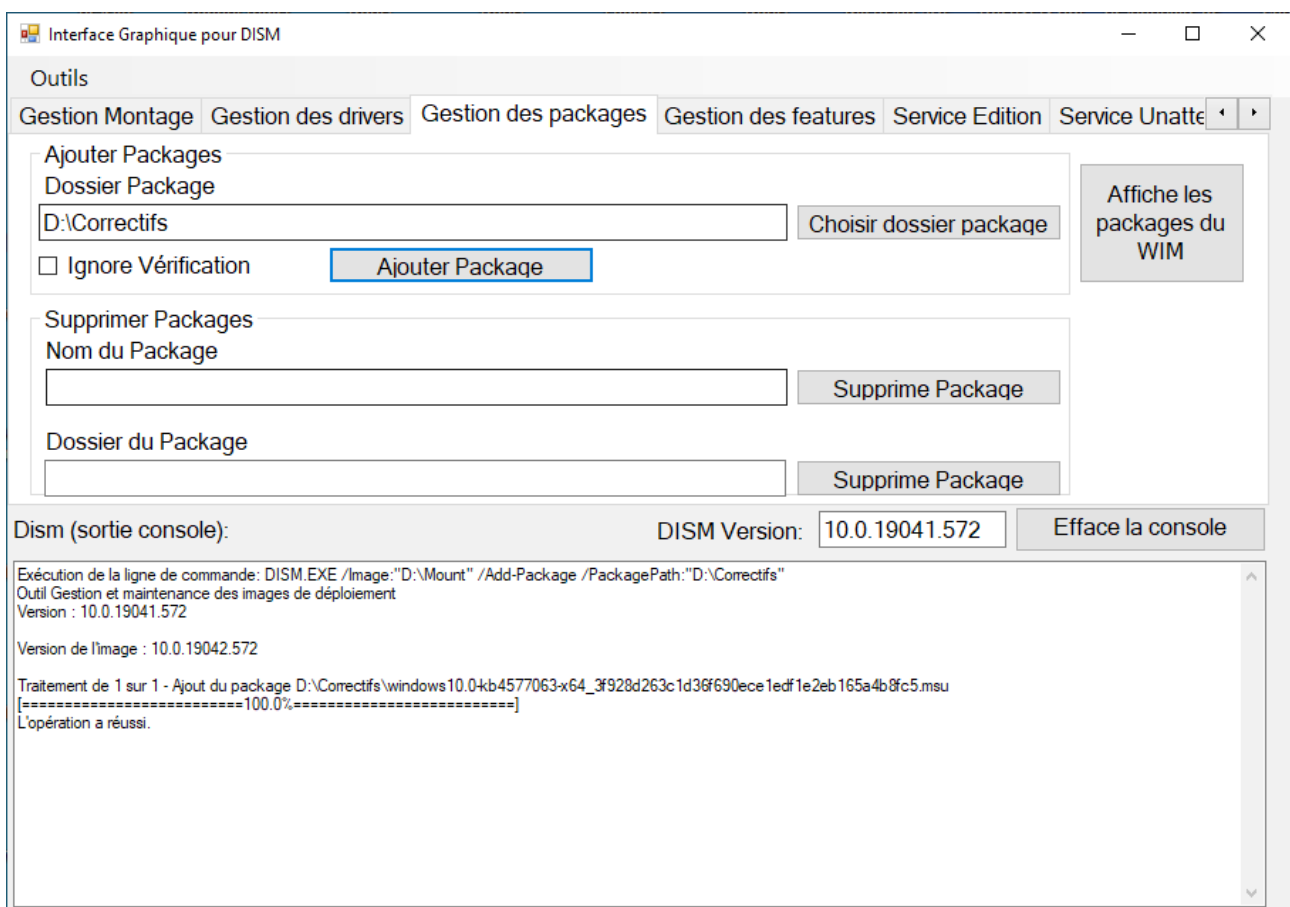 Interface Graphique pour DISM
Outils
Gestion Montage Gestion des drivers Gestion des packages Gestion des features Service Edition Service Unatte
Ajouter Packages
Dossier Package
D:\Correctifs
Choisir dossier package
Affiche les
packages du
WIM
Ignore Vérification
Ajouter Package
Supprimer Packages
Nom du Package
Supprime Package
Dossier du Package
Supprime Package
Dism (sortie console):
DISM Version:
10.0.19041.572
Efface la console
Exécution de la ligne de commande: DISM.EXE /Image:"D:\Mount" /Add-Package /PackagePath:"D:\Correctifs"
Outil Gestion et maintenance des images de déploiement
Version : 10.0.19041.572
Version de l'image : 10.0.19042.572
Traitement de 1 sur 1 - Ajout du package D:\Correctifs\windows10.0-kb4577063-x64_3f928d263c1d36f690ece1edf1e2eb165a4b8fc5.msu
[==========================100.0%==========================]
L'opération a réussi.